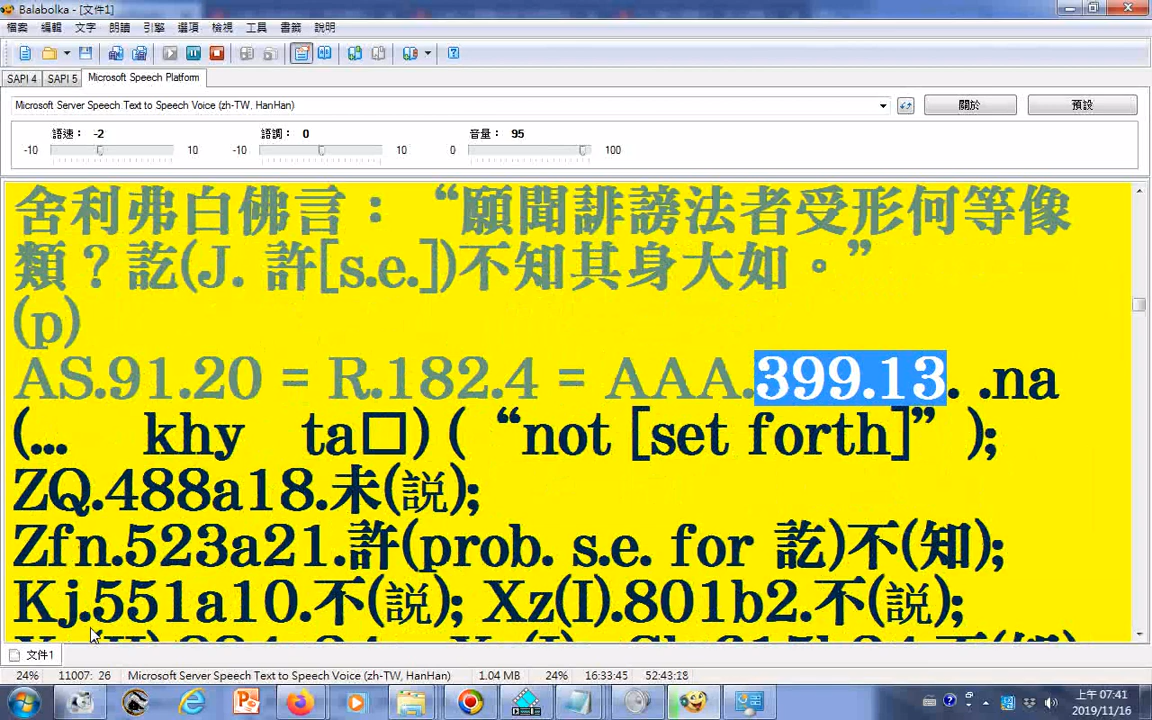 Balabolka - [文件1]
檔案 編輯 文字 朗讀 引擎 選項 檢視 工具 書籤 說明
SAPI 4 SAPI 5 Microsoft Speech Platform
Microsoft Server Speech Text to Speech Voice (zh-TW, HanHan) 關於 預設
語速： -2 語調： 0 音量： 95
-10 10 -10 10 0 100
舍利弗白佛言：“願聞誹謗法者受形何等像
類？訖(J. 許[s.e.])不知其身大如。”
(p)
AS.91.20 = R.182.4 = AAA.399.13. .na
(... khy ta□) (“not [set forth]”);
ZQ.488a18.未(説);
Zfn.523a21.許(prob. s.e. for 訖)不(知);
Kj.551a10.不(説); Xz(I).801b2.不(説);
文件1
24% 11007: 26 Microsoft Server Speech Text to Speech Voice (zh-TW, HanHan) 1.04 MB 24% 16:33:45 52:43:18
上午 07:41
2019/11/16